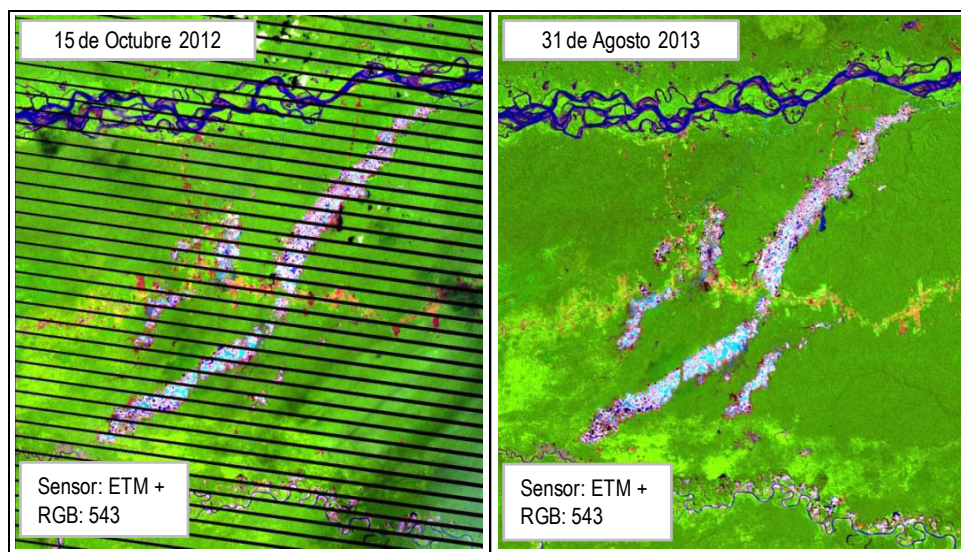 15 de Octubre 2012
31 de Agosto 2013
Sensor: ETM +
RGB: 543
Sensor: ETM +
RGB: 543